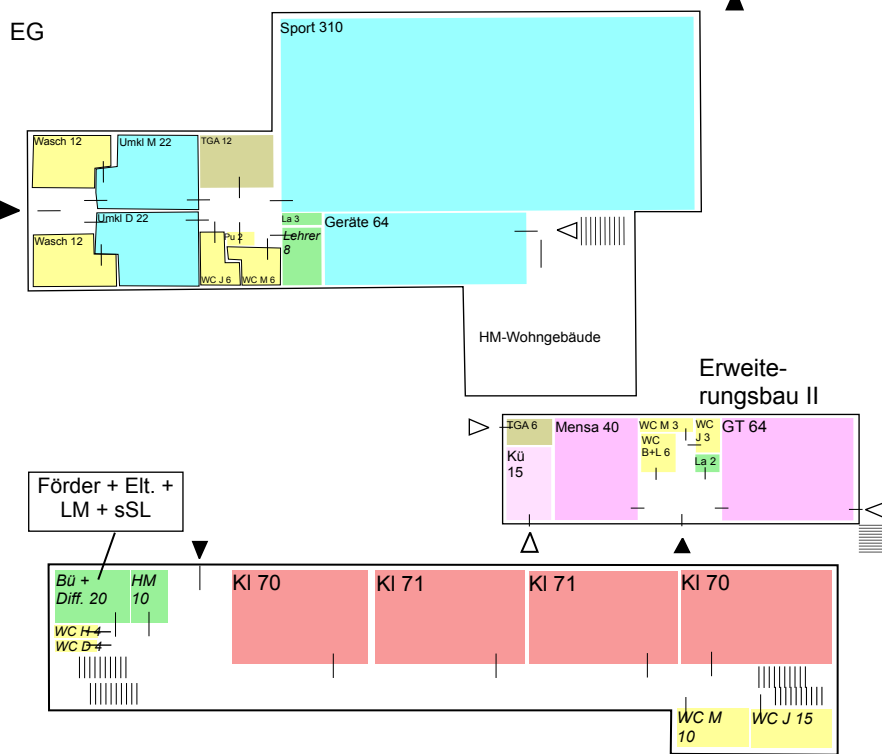 EG
Sport 310
Wasch 12
Umkl M 22
TGA 12
Umkl D 22
La 3
Geräte 64
Lehrer
8
Pu 2
Wasch 12
WC J 6
WC M 6
HM-Wohngebäude
Erweite-
rungsbau II
TGA 6
Mensa 40
WC M 3
WC
J 3
GT 64
WC
B+L 6
Kü
15
La 2
Förder + Elt. +
LM + sSL
Bü +
Diff. 20
HM
10
Kl 70
Kl 71
Kl 71
Kl 70
WC H 4
WC D 4
WC M
10
WC J 15